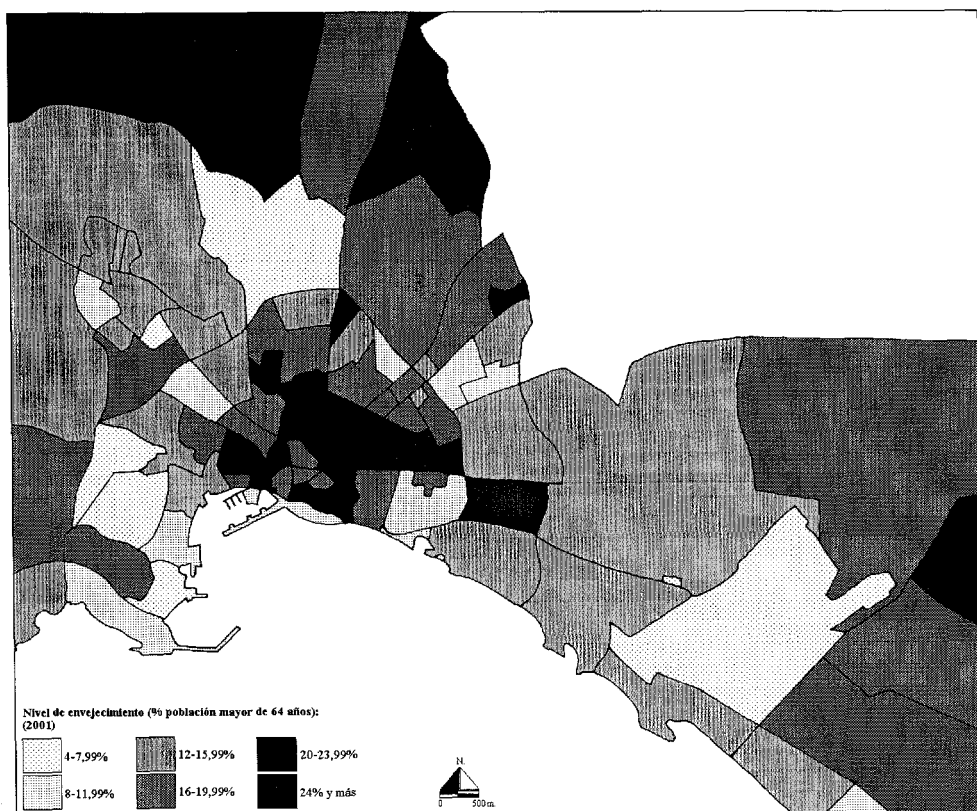 Nivel de envejecimiento (% población mayor de 64 años):
(2001)
4-7,99%
12-15,99%
20-23,99%
8-11,99%
16-19,99%
24% y más
N.
0 500 m.